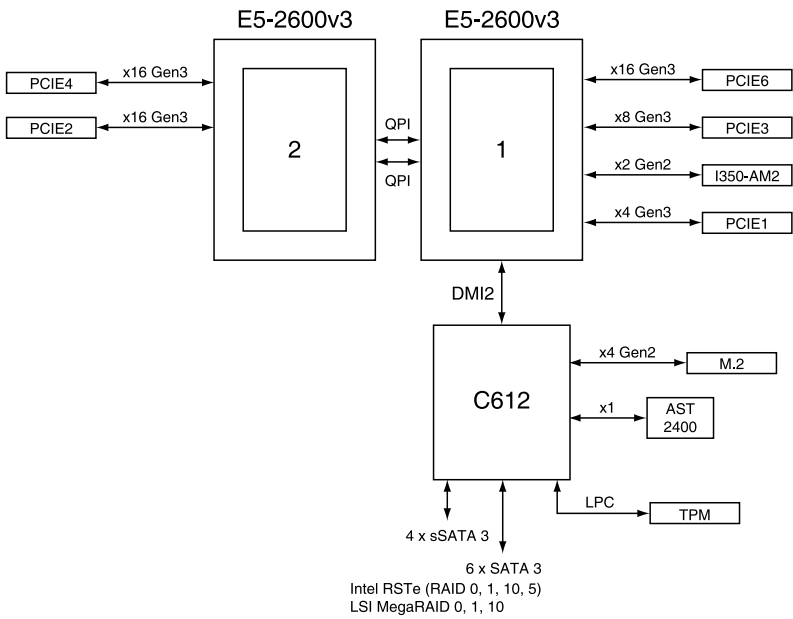 E5-2600v3
E5-2600v3
PCIE4
x16 Gen3
PCIE2
x16 Gen3
2
QPI
QPI
1
x16 Gen3
PCIE6
x8 Gen3
PCIE3
x2 Gen2
I350-AM2
x4 Gen3
PCIE1
DMI2
C612
x4 Gen2
M.2
x1
AST
2400
LPC
TPM
4 x sSATA 3
6 x SATA 3
Intel RSTe (RAID 0, 1, 10, 5)
LSI MegaRAID 0, 1, 10